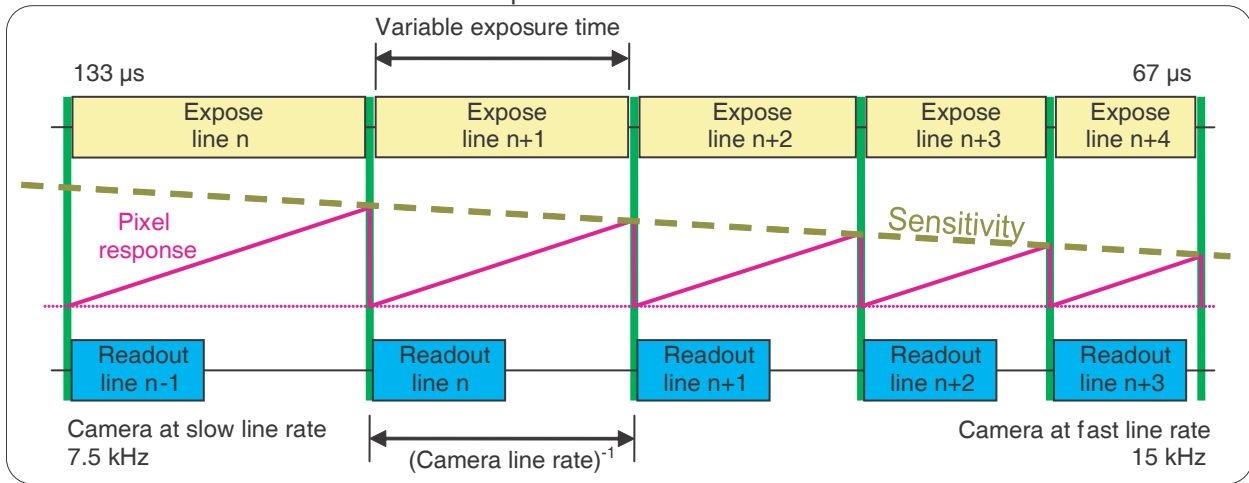 Variable exposure time
133 µs
67 µs
Expose
line n
Expose
line n+1
Expose
line n+2
Expose
line n+3
Expose
line n+4
Pixel
response
Sensitivity
Readout
line n-1
Readout
line n
Readout
line n+1
Readout
line n+2
Readout
line n+3
Camera at slow line rate
7.5 kHz
(Camera line rate)⁻¹
Camera at fast line rate
15 kHz